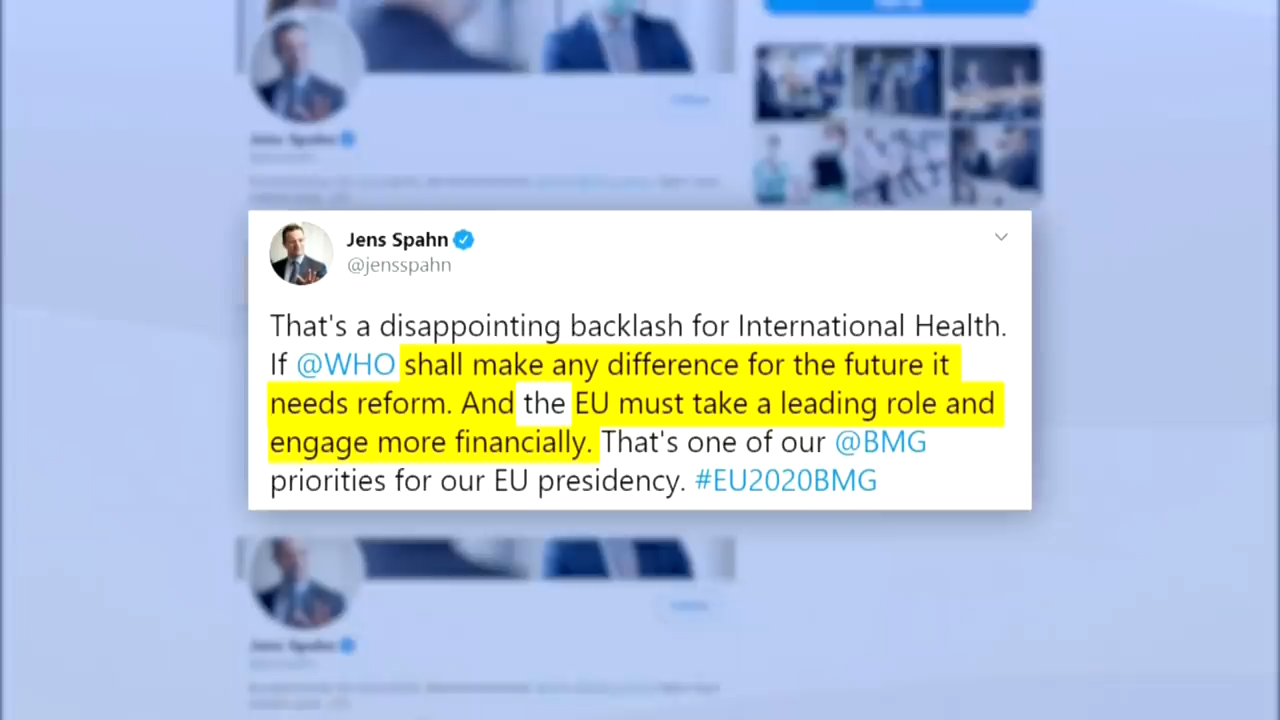 Jens Spahn
@jensspahn
That's a disappointing backlash for International Health.
If @WHO shall make any difference for the future it
needs reform. And the EU must take a leading role and
engage more financially. That's one of our @BMG
priorities for our EU presidency. #EU2020BMG